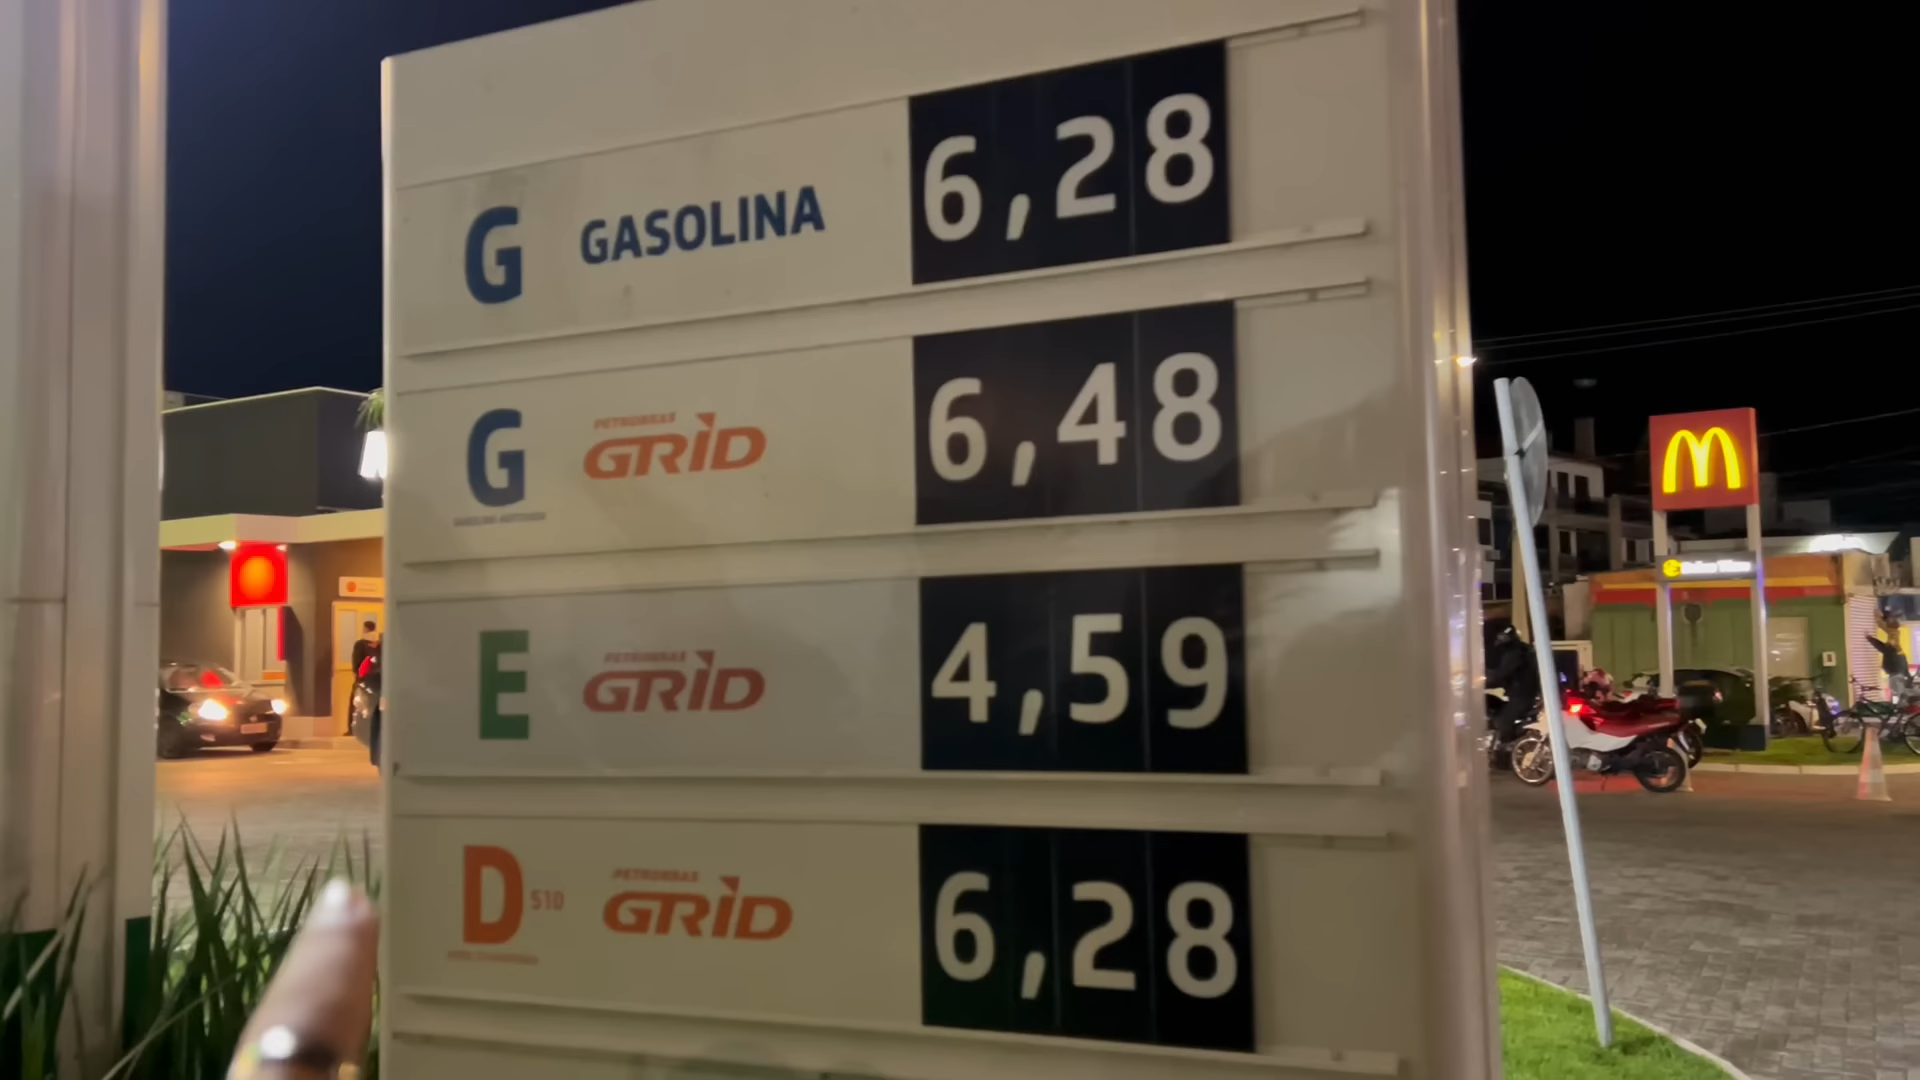 G GASOLINA 6,28
G PETROBRAS GRID 6,48
E PETROBRAS GRID 4,59
D S10 PETROBRAS GRID 6,28
M